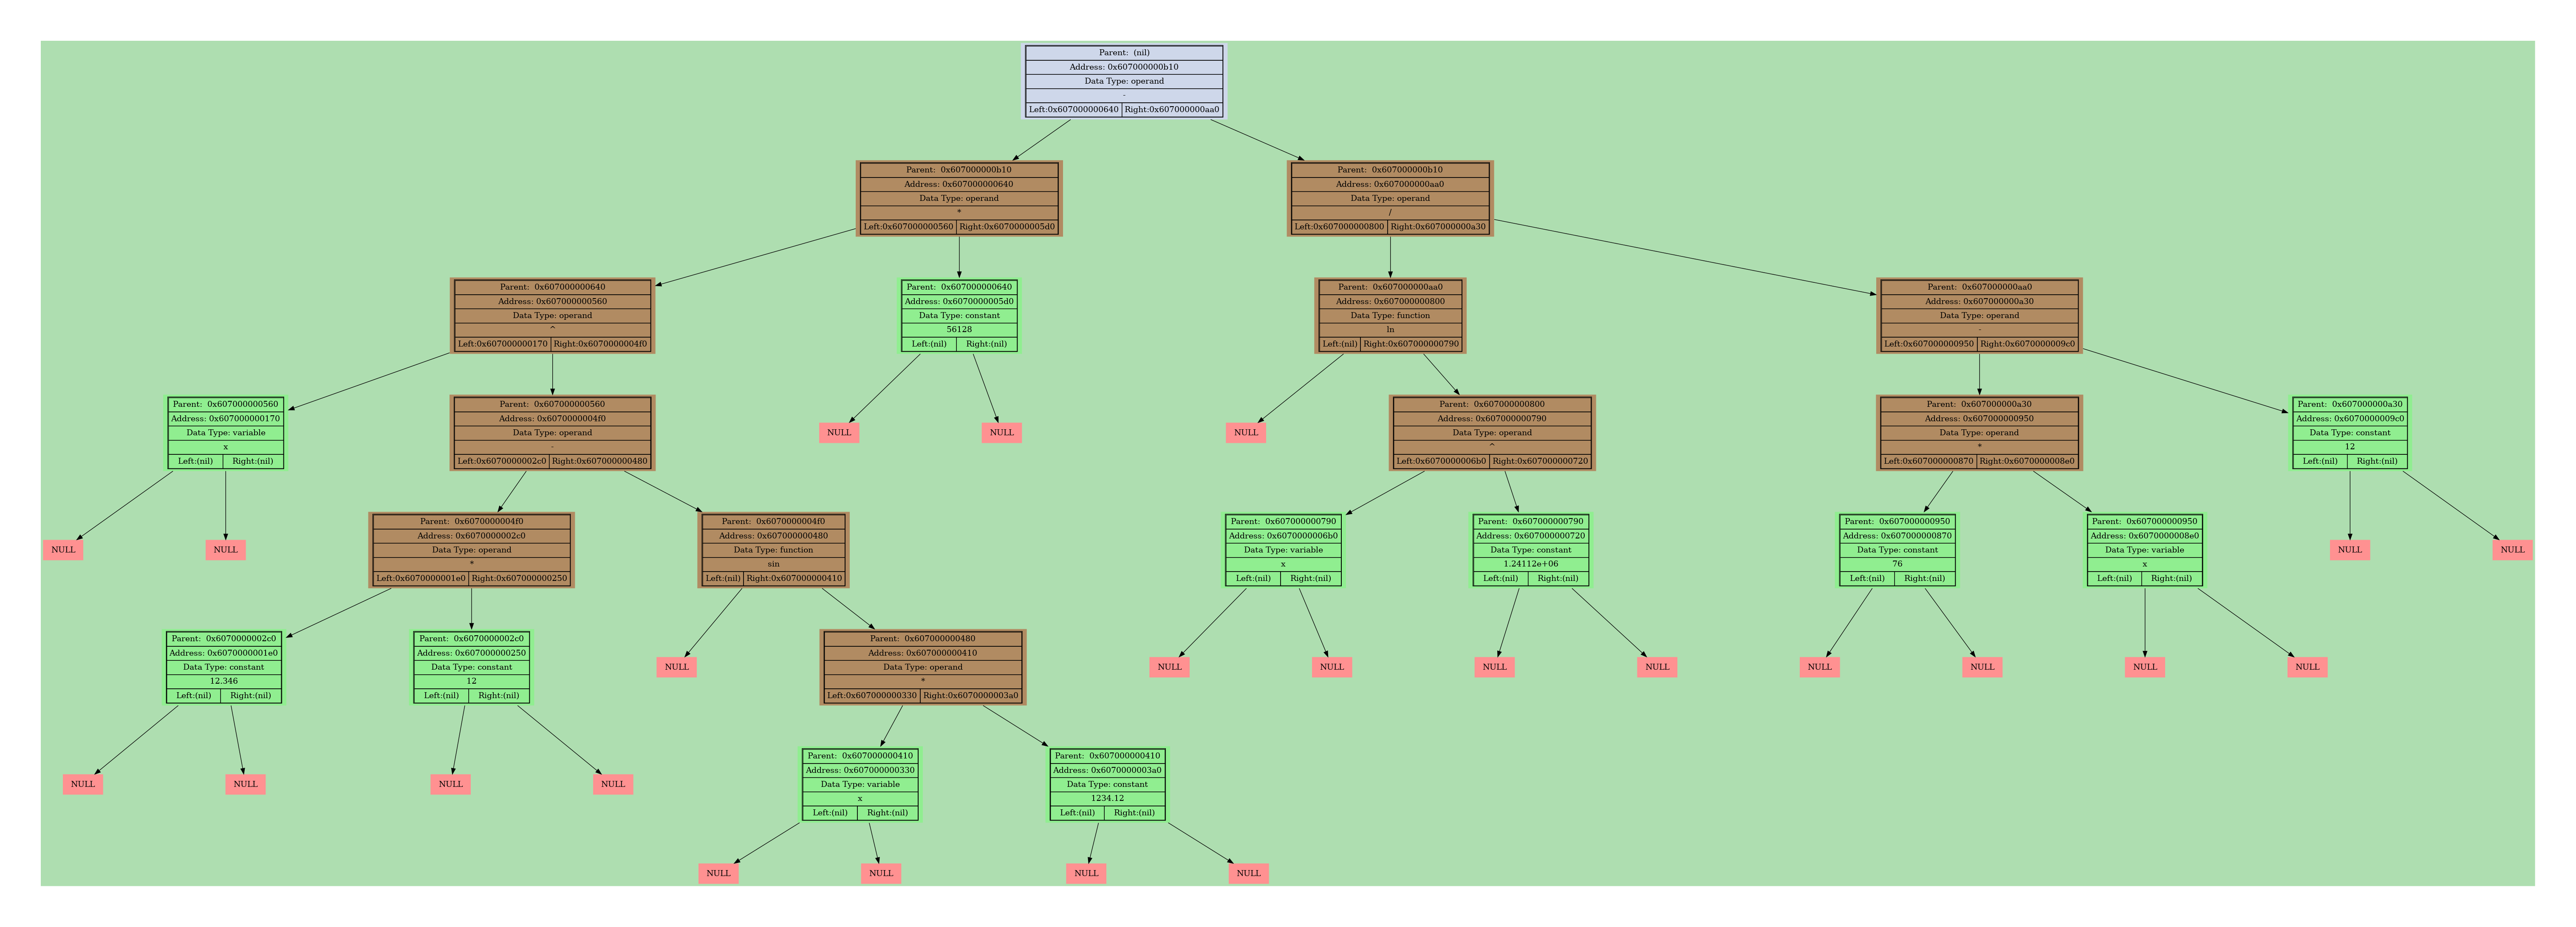 Parent:  (nil)
Address: 0x607000000b10
Data Type: operand
-
Left:0x607000000640 Right:0x607000000aa0
Parent:  0x607000000b10
Address: 0x607000000640
Data Type: operand
*
Left:0x607000000560 Right:0x6070000005d0
Parent:  0x607000000b10
Address: 0x607000000aa0
Data Type: operand
/
Left:0x607000000800 Right:0x607000000a30
Parent:  0x607000000640
Address: 0x607000000560
Data Type: operand
^
Left:0x607000000170 Right:0x6070000004f0
Parent:  0x607000000640
Address: 0x6070000005d0
Data Type: constant
56128
Left:(nil) Right:(nil)
Parent:  0x607000000aa0
Address: 0x607000000800
Data Type: function
ln
Left:(nil) Right:0x607000000790
Parent:  0x607000000aa0
Address: 0x607000000a30
Data Type: operand
-
Left:0x607000000950 Right:0x6070000009c0
Parent:  0x607000000560
Address: 0x607000000170
Data Type: variable
x
Left:(nil) Right:(nil)
Parent:  0x607000000560
Address: 0x6070000004f0
Data Type: operand
-
Left:0x6070000002c0 Right:0x607000000480
NULL
NULL
NULL
Parent:  0x607000000800
Address: 0x607000000790
Data Type: operand
^
Left:0x6070000006b0 Right:0x607000000720
Parent:  0x607000000a30
Address: 0x607000000950
Data Type: operand
*
Left:0x607000000870 Right:0x6070000008e0
Parent:  0x607000000a30
Address: 0x6070000009c0
Data Type: constant
12
Left:(nil) Right:(nil)
NULL
NULL
Parent:  0x6070000004f0
Address: 0x6070000002c0
Data Type: operand
*
Left:0x6070000001e0 Right:0x607000000250
Parent:  0x6070000004f0
Address: 0x607000000480
Data Type: function
sin
Left:(nil) Right:0x607000000410
Parent:  0x607000000790
Address: 0x6070000006b0
Data Type: variable
x
Left:(nil) Right:(nil)
Parent:  0x607000000790
Address: 0x607000000720
Data Type: constant
1.24112e+06
Left:(nil) Right:(nil)
Parent:  0x607000000950
Address: 0x607000000870
Data Type: constant
76
Left:(nil) Right:(nil)
Parent:  0x607000000950
Address: 0x6070000008e0
Data Type: variable
x
Left:(nil) Right:(nil)
NULL
NULL
Parent:  0x6070000002c0
Address: 0x6070000001e0
Data Type: constant
12.346
Left:(nil) Right:(nil)
Parent:  0x6070000002c0
Address: 0x607000000250
Data Type: constant
12
Left:(nil) Right:(nil)
NULL
Parent:  0x607000000480
Address: 0x607000000410
Data Type: operand
*
Left:0x607000000330 Right:0x6070000003a0
NULL
NULL
NULL
NULL
NULL
NULL
NULL
NULL
NULL
NULL
NULL
NULL
Parent:  0x607000000410
Address: 0x607000000330
Data Type: variable
x
Left:(nil) Right:(nil)
Parent:  0x607000000410
Address: 0x6070000003a0
Data Type: constant
1234.12
Left:(nil) Right:(nil)
NULL
NULL
NULL
NULL